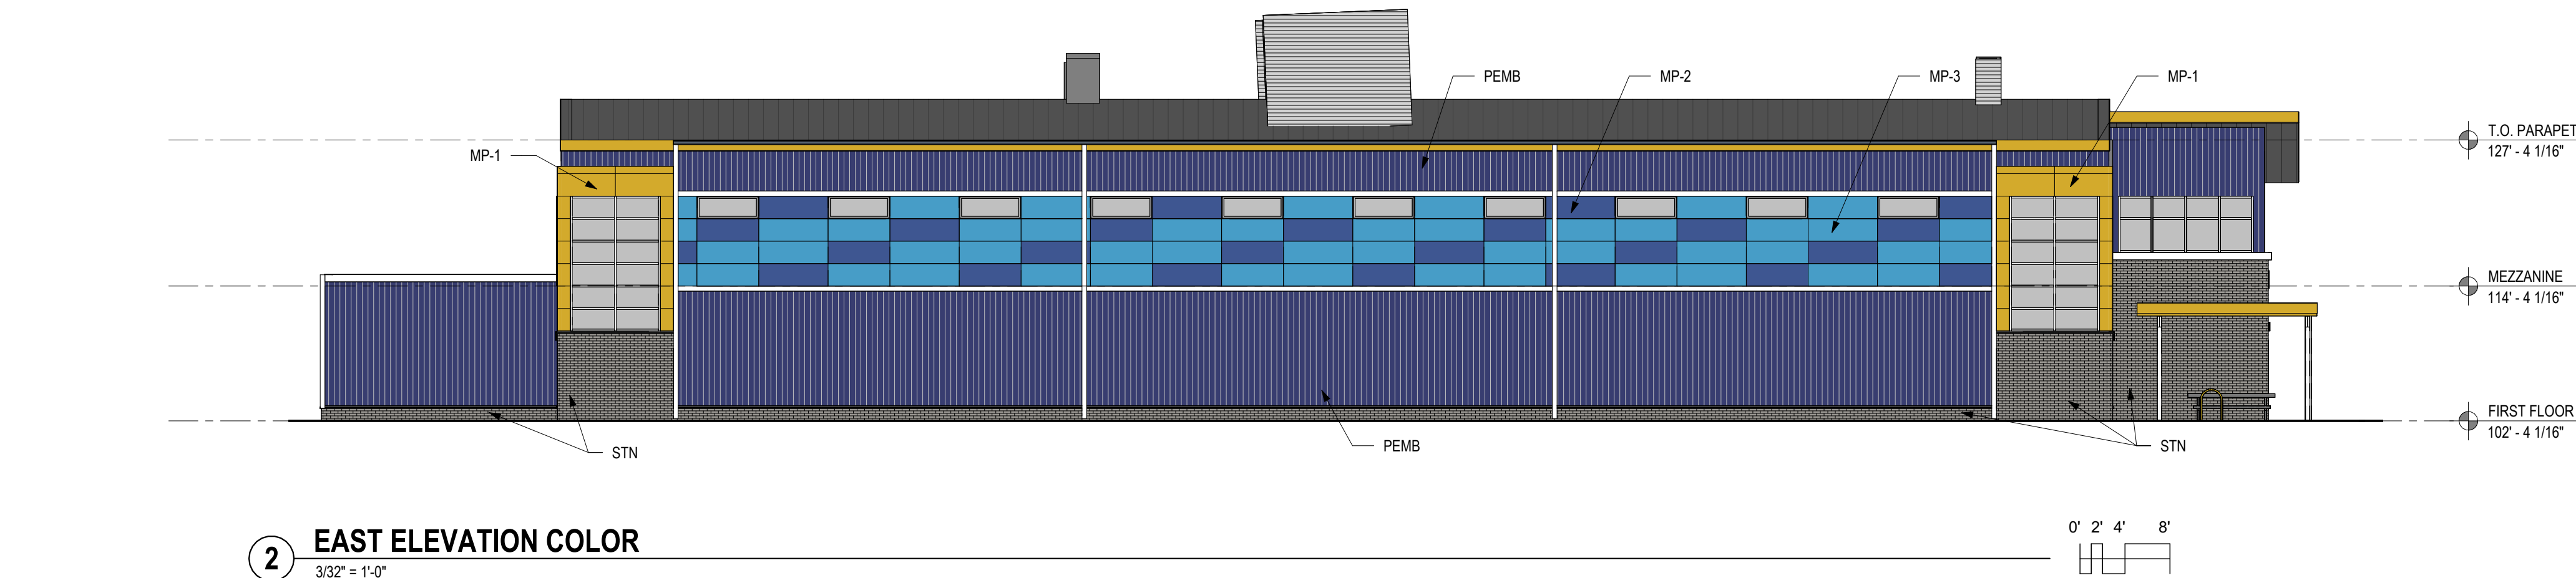 PEMB
MP-2
MP-3
MP-1
T.O. PARAPET
127' - 4 1/16"
MP-1
MEZZANINE
114' - 4 1/16"
FIRST FLOOR
102' - 4 1/16"
STN
PEMB
STN
0' 2' 4' 8'
2
EAST ELEVATION COLOR
3/32" = 1'-0"